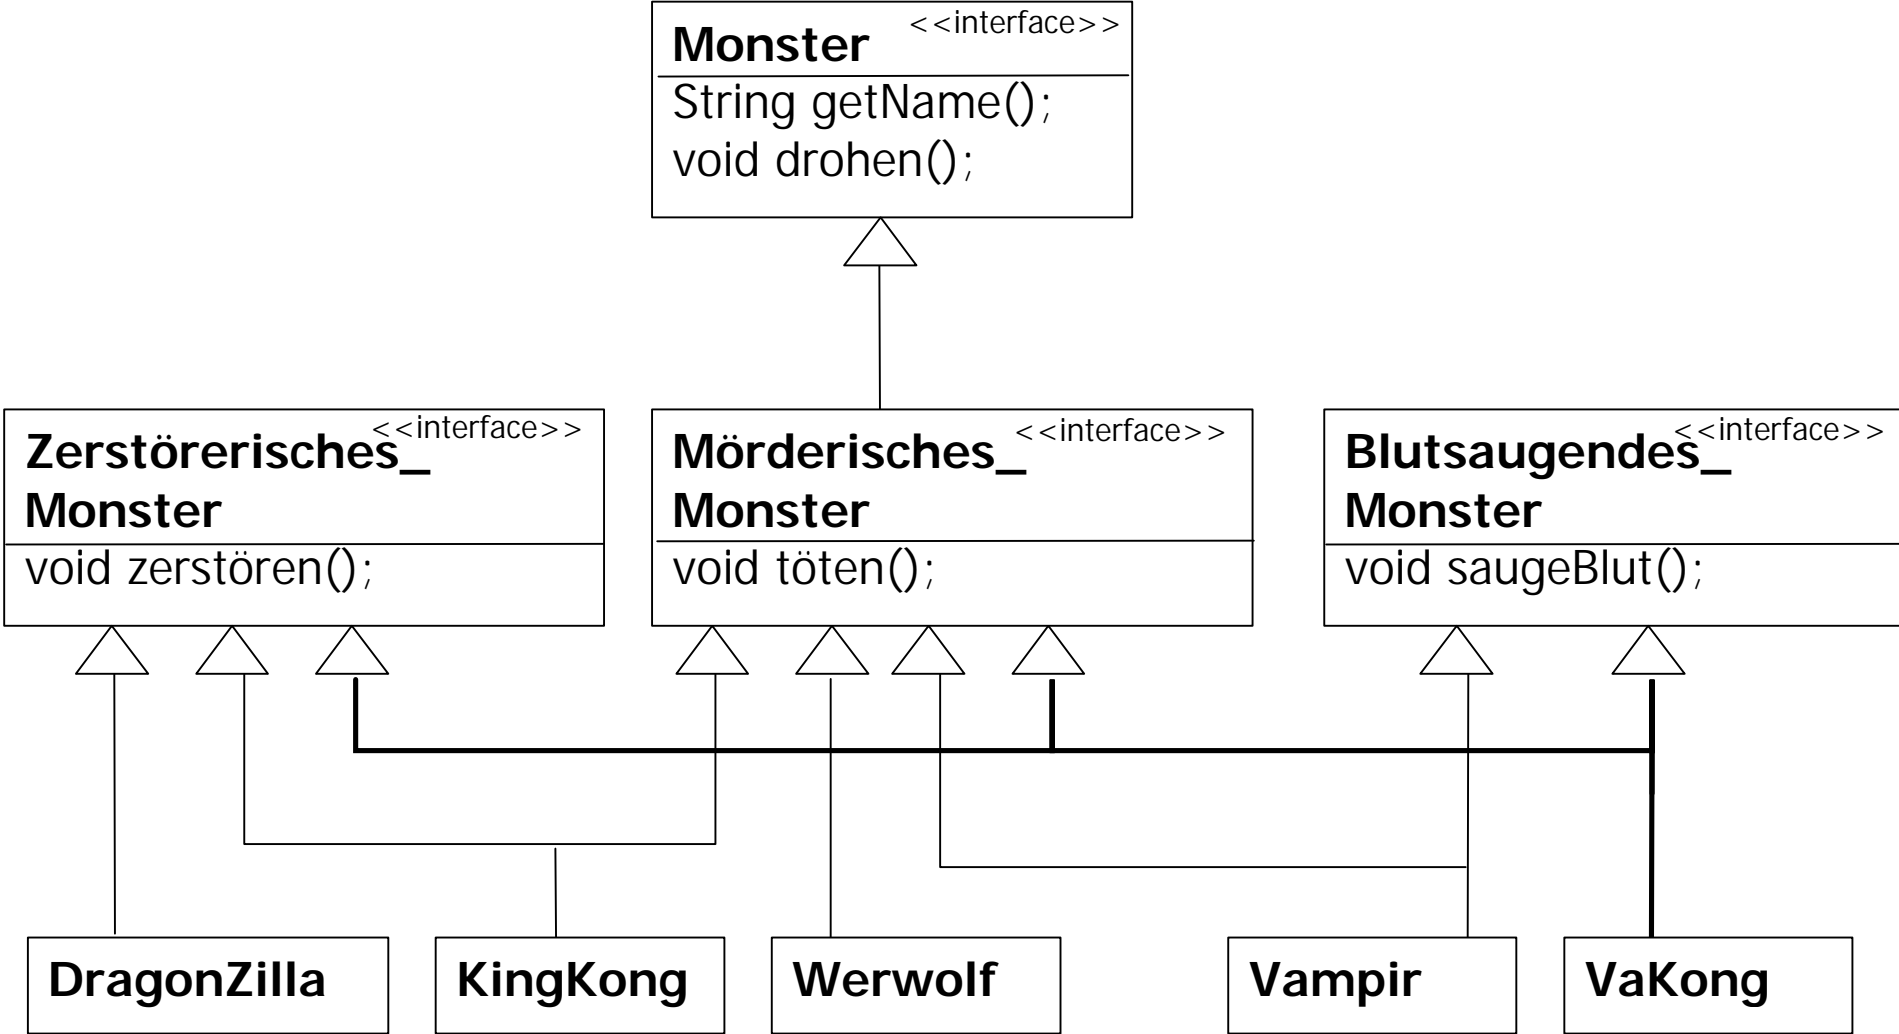 <<interface>>
Monster
String getName();
void drohen();
<<interface>>
Zerstörerisches_
Monster
void zerstören();
<<interface>>
Mörderisches_
Monster
void töten();
<<interface>>
Blutsaugendes_
Monster
void saugeBlut();
DragonZilla
KingKong
Werwolf
Vampir
VaKong